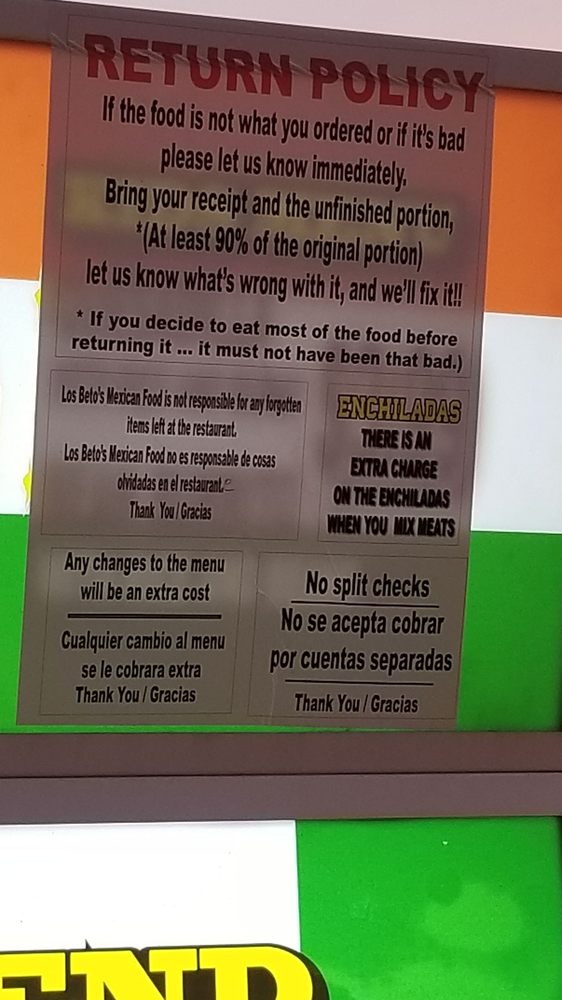 RETURN POLICY
If the food is not what you ordered or if it's bad
please let us know immediately.
Bring your receipt and the unfinished portion,
*(At least 90% of the original portion)
let us know what's wrong with it, and we'll fix it!!
* If you decide to eat most of the food before
returning it ... it must not have been that bad.)
Los Beto's Mexican Food is not responsible for any forgotten
items left at the restaurant.
Los Beto's Mexican Food no es responsable de cosas
olvidadas en el restaurant.e
Thank You / Gracias
ENCHILADAS
THERE IS AN
EXTRA CHARGE
ON THE ENCHILADAS
WHEN YOU MIX MEATS
Any changes to the menu
will be an extra cost
Cualquier cambio al menu
se le cobrara extra
Thank You / Gracias
No split checks
No se acepta cobrar
por cuentas separadas
Thank You / Gracias